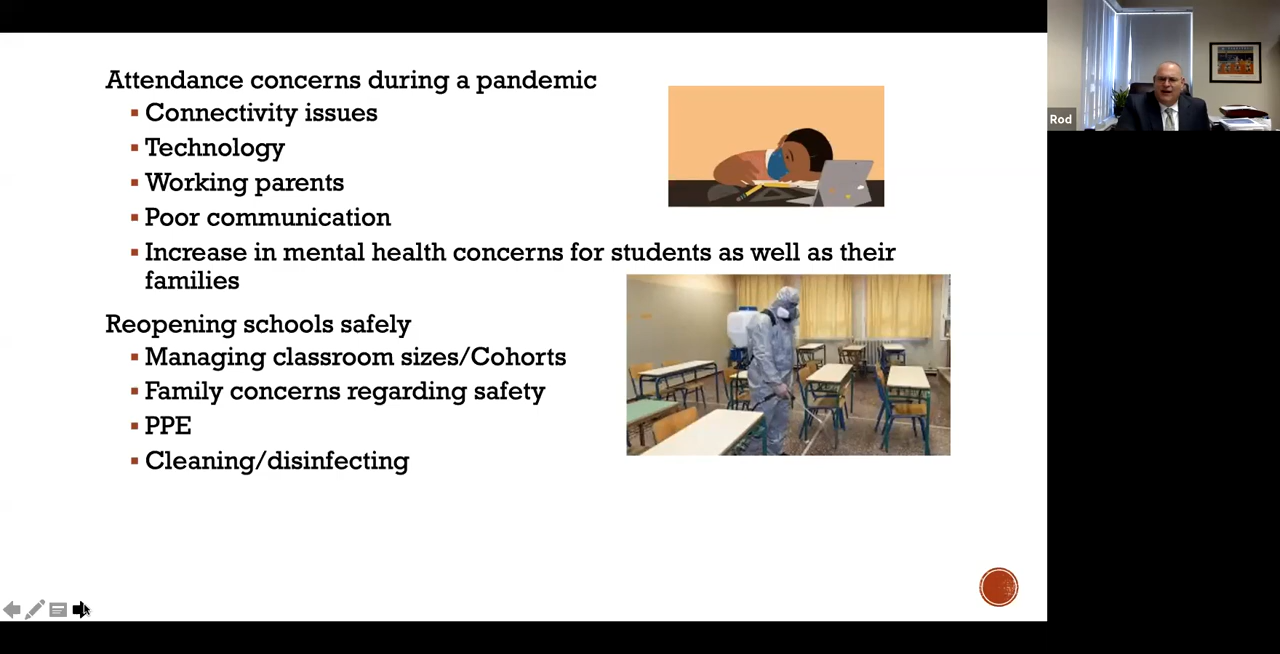 Attendance concerns during a pandemic
Connectivity issues
Technology
Working parents
Poor communication
Increase in mental health concerns for students as well as their
families
Reopening schools safely
Managing classroom sizes/Cohorts
Family concerns regarding safety
PPE
Cleaning/disinfecting
Rod